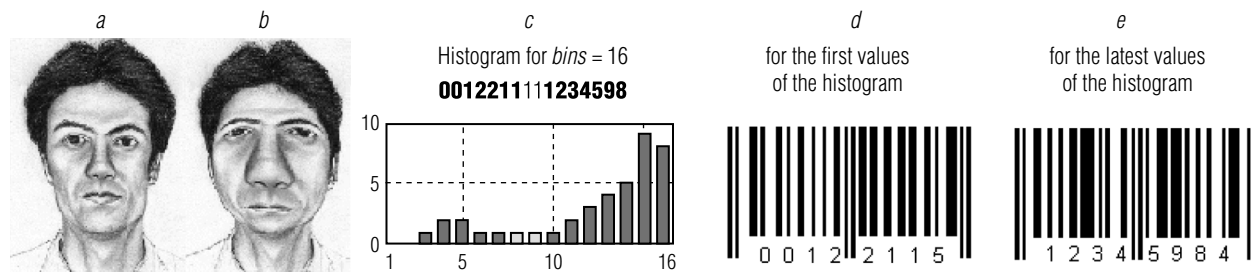 a
b
c
Histogram for bins = 16
0012211111234598
10
5
0
1
5
10
16
d
for the first values
of the histogram
0 0 1 2 2 1 1 5
e
for the latest values
of the histogram
1 2 3 4 5 9 8 4